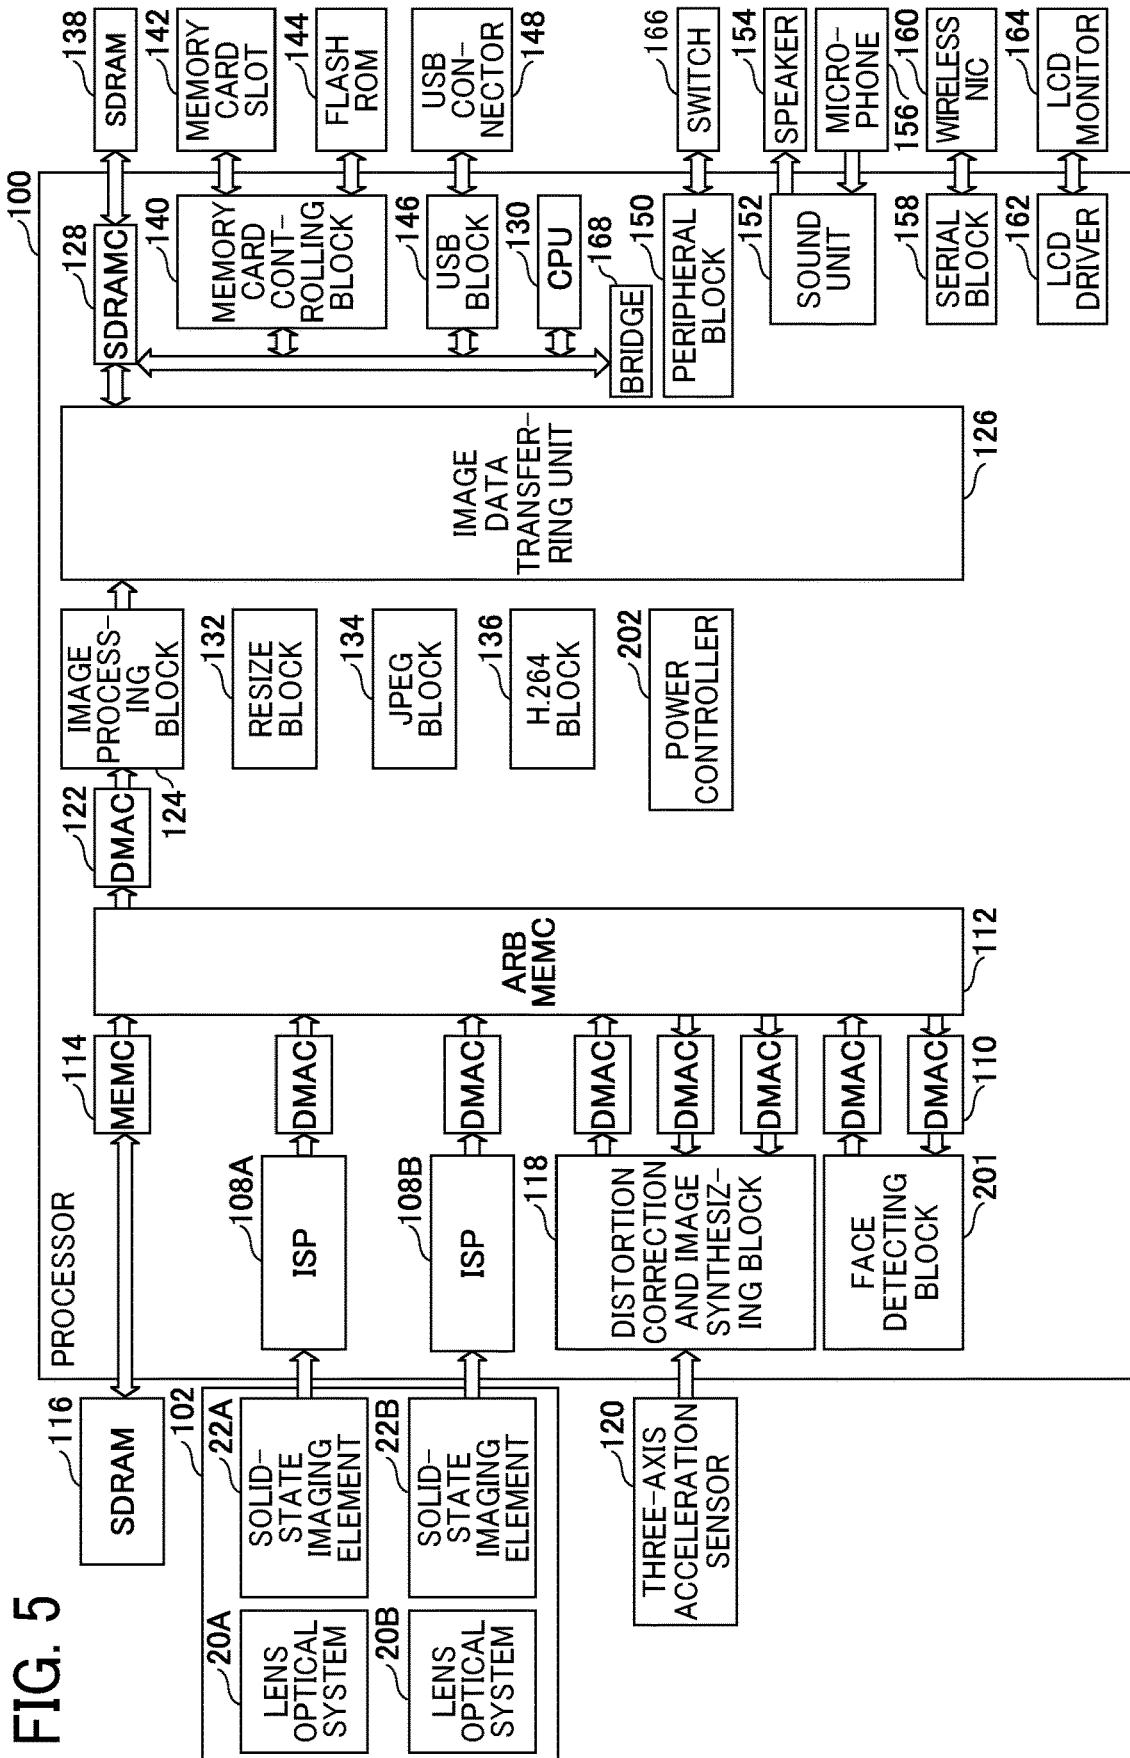 FIG. 5
116
SDRAM
102
20A
LENS
OPTICAL
SYSTEM
22A
SOLID-
STATE
IMAGING
ELEMENT
20B
LENS
OPTICAL
SYSTEM
22B
SOLID-
STATE
IMAGING
ELEMENT
120
THREE-AXIS
ACCELERATION
SENSOR
PROCESSOR
100
114
MEMC
108A
ISP
DMAC
108B
ISP
DMAC
118
DISTORTION
CORRECTION
AND IMAGE
SYNTHESIZ-
ING BLOCK
DMAC
DMAC
DMAC
FACE
DETECTING
BLOCK
201
DMAC
DMAC
110
ARB
MEMC
112
122
DMAC
IMAGE
PROCESS-
ING
BLOCK
124
132
RESIZE
BLOCK
134
JPEG
BLOCK
136
H.264
BLOCK
202
POWER
CONTROLLER
IMAGE
DATA
TRANSFER-
RING UNIT
126
128
SDRAMC
140
MEMORY
CARD
CONT-
ROLLING
BLOCK
146
USB
BLOCK
130
CPU
168
BRIDGE
150
PERIPHERAL
BLOCK
152
SOUND
UNIT
158
SERIAL
BLOCK
162
LCD
DRIVER
138
SDRAM
142
MEMORY
CARD
SLOT
144
FLASH
ROM
148
USB
CON-
NECTOR
166
SWITCH
154
SPEAKER
MICRO-
PHONE
156
160
WIRELESS
NIC
164
LCD
MONITOR